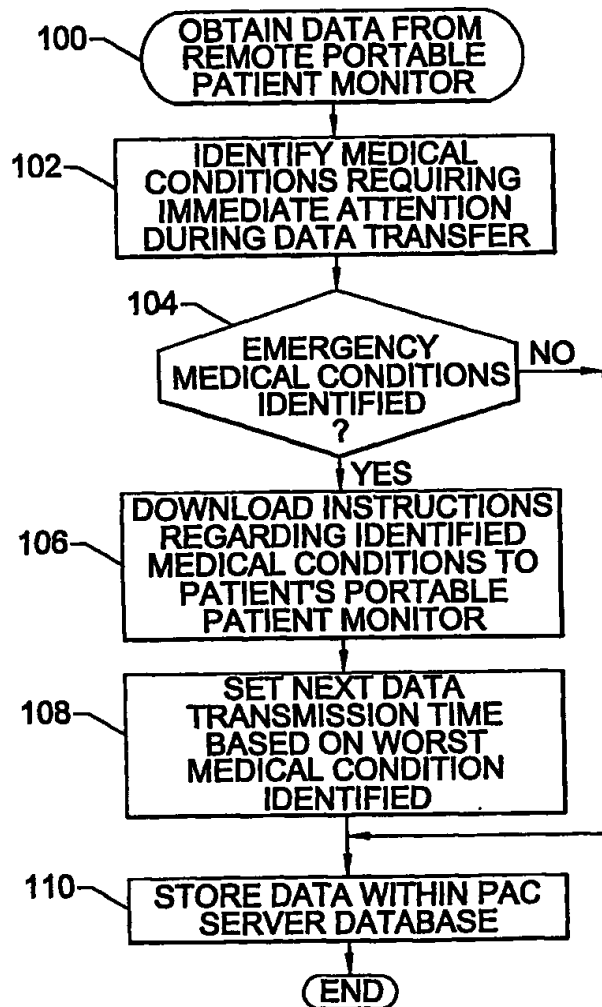 100
OBTAIN DATA FROM
REMOTE PORTABLE
PATIENT MONITOR
102
IDENTIFY MEDICAL
CONDITIONS REQUIRING
IMMEDIATE ATTENTION
DURING DATA TRANSFER
104
EMERGENCY
MEDICAL CONDITIONS
IDENTIFIED
?
NO
YES
106
DOWNLOAD INSTRUCTIONS
REGARDING IDENTIFIED
MEDICAL CONDITIONS TO
PATIENT'S PORTABLE
PATIENT MONITOR
108
SET NEXT DATA
TRANSMISSION TIME
BASED ON WORST
MEDICAL CONDITION
IDENTIFIED
110
STORE DATA WITHIN PAC
SERVER DATABASE
END